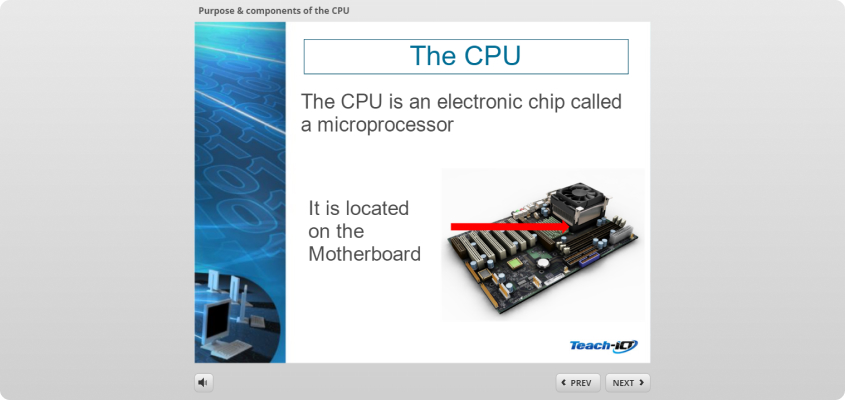 Purpose & components of the CPU
The CPU
The CPU is an electronic chip called
a microprocessor
It is located
on the
Motherboard
Teach-iCT
PREV
NEXT